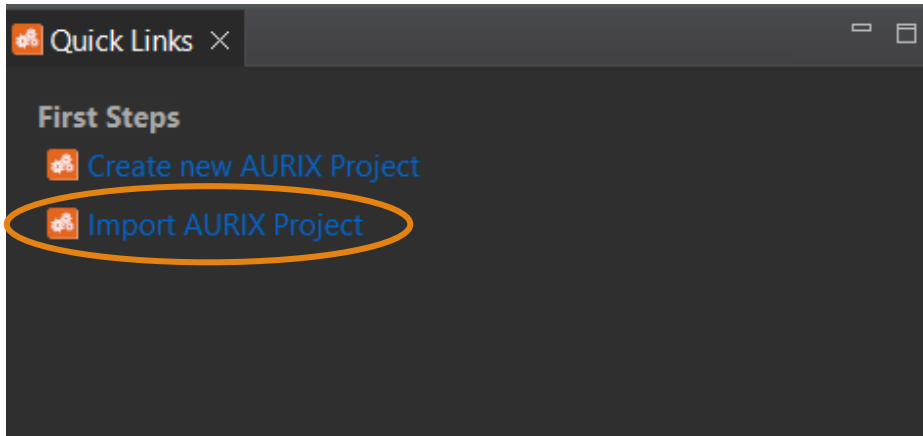 Quick Links
First Steps
Create new AURIX Project
Import AURIX Project